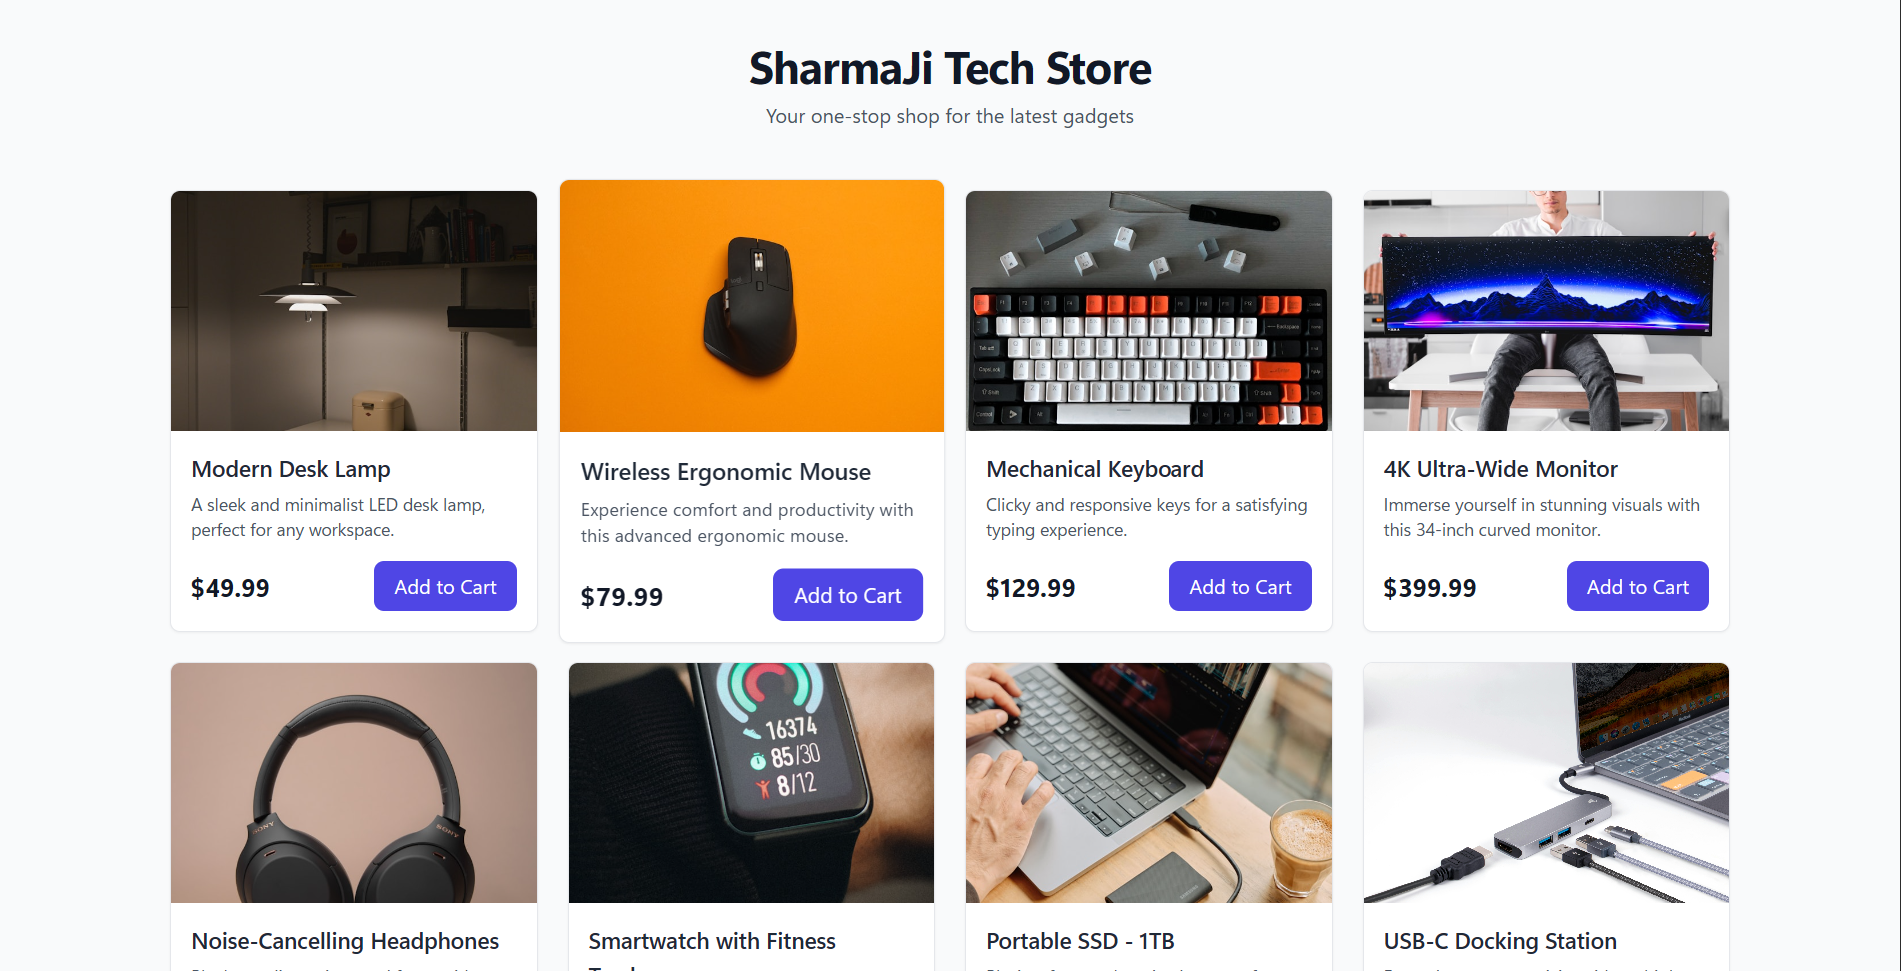 SharmaJi Tech Store
Your one-stop shop for the latest gadgets
Modern Desk Lamp
A sleek and minimalist LED desk lamp,
perfect for any workspace.
$49.99
Add to Cart
Wireless Ergonomic Mouse
Experience comfort and productivity with
this advanced ergonomic mouse.
$79.99
Add to Cart
Mechanical Keyboard
Clicky and responsive keys for a satisfying
typing experience.
$129.99
Add to Cart
4K Ultra-Wide Monitor
Immerse yourself in stunning visuals with
this 34-inch curved monitor.
$399.99
Add to Cart
SONY
SONY
Noise-Cancelling Headphones
16374
85/30
8/12
Smartwatch with Fitness
Portable SSD - 1TB
USB-C Docking Station